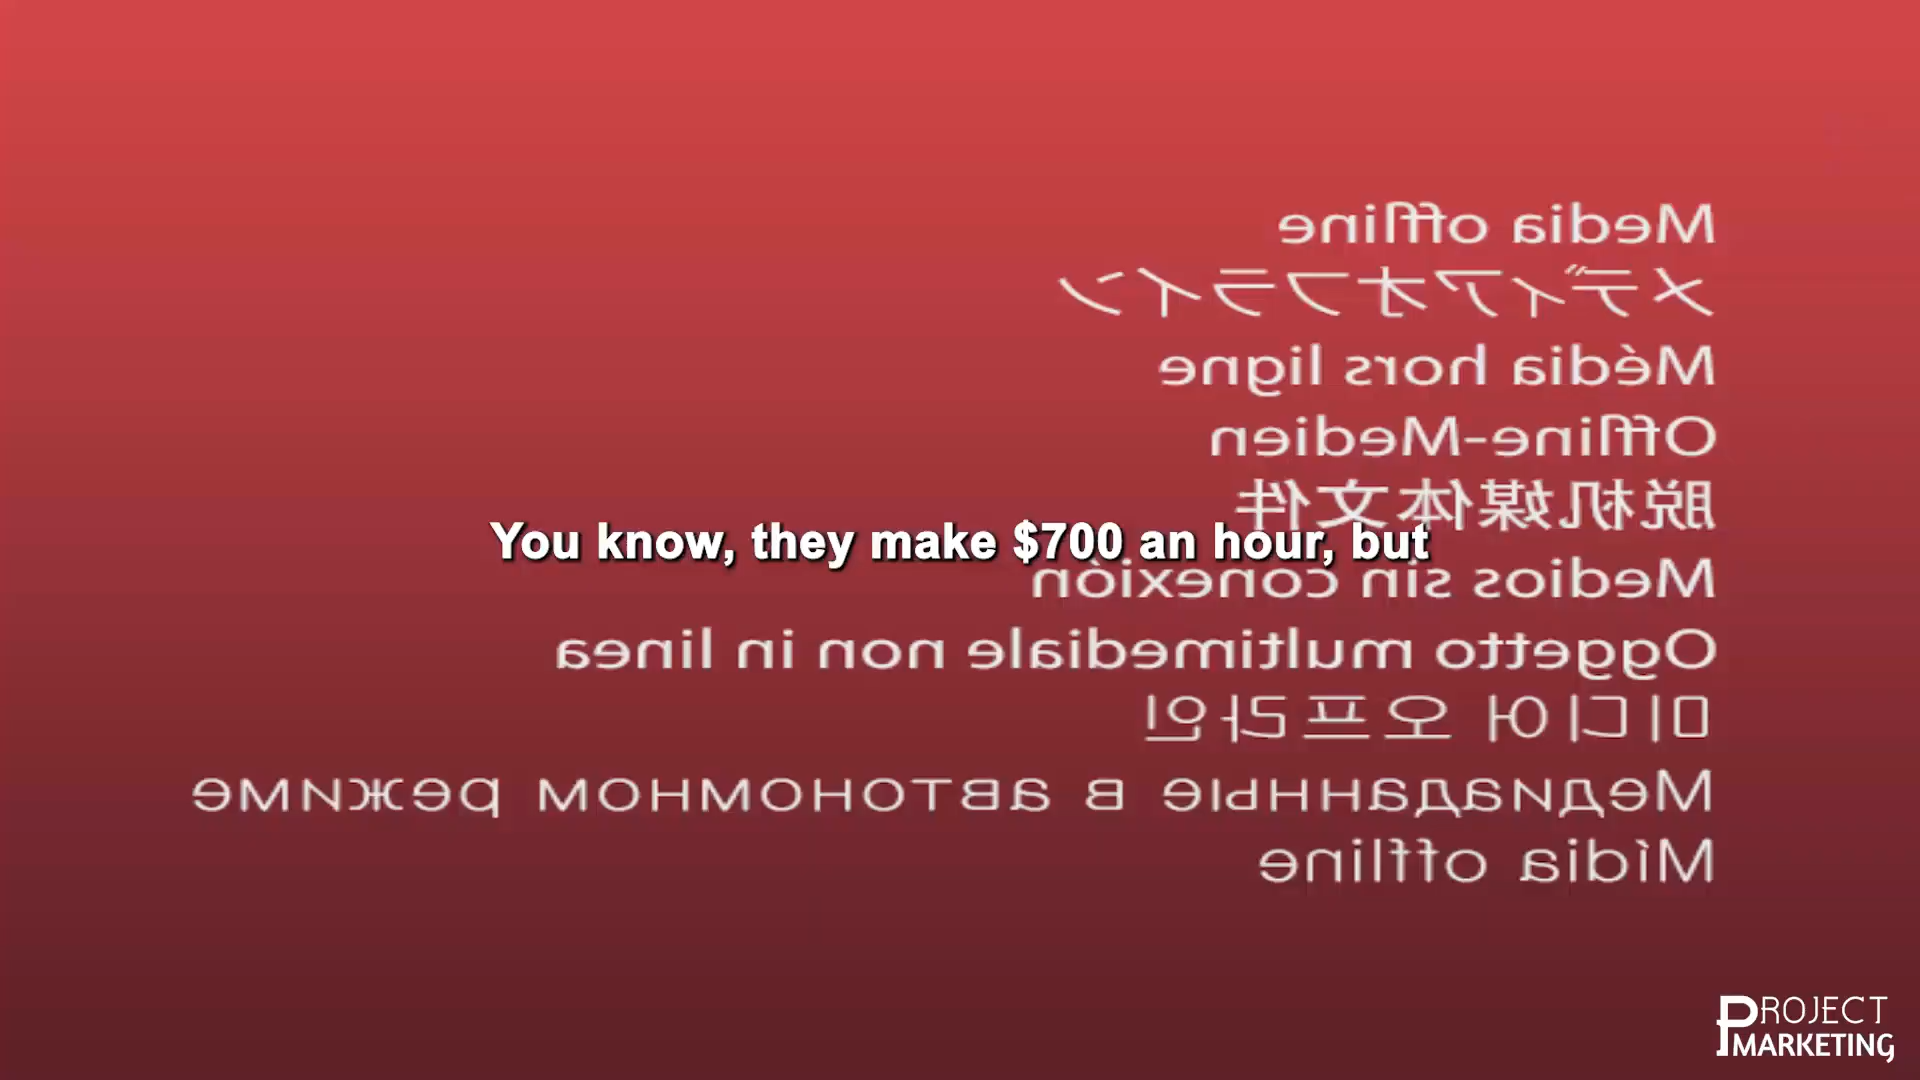 Media offline
メディアオフライン
Média hors ligne
Offline-Medien
脱机媒体文件
You know, they make $700 an hour, but
Medios sin conexión
Oggetto multimediale non in linea
미디어 오프라인
Медиаданные в автономном режиме
Mídia offline
PROJECT
MARKETING